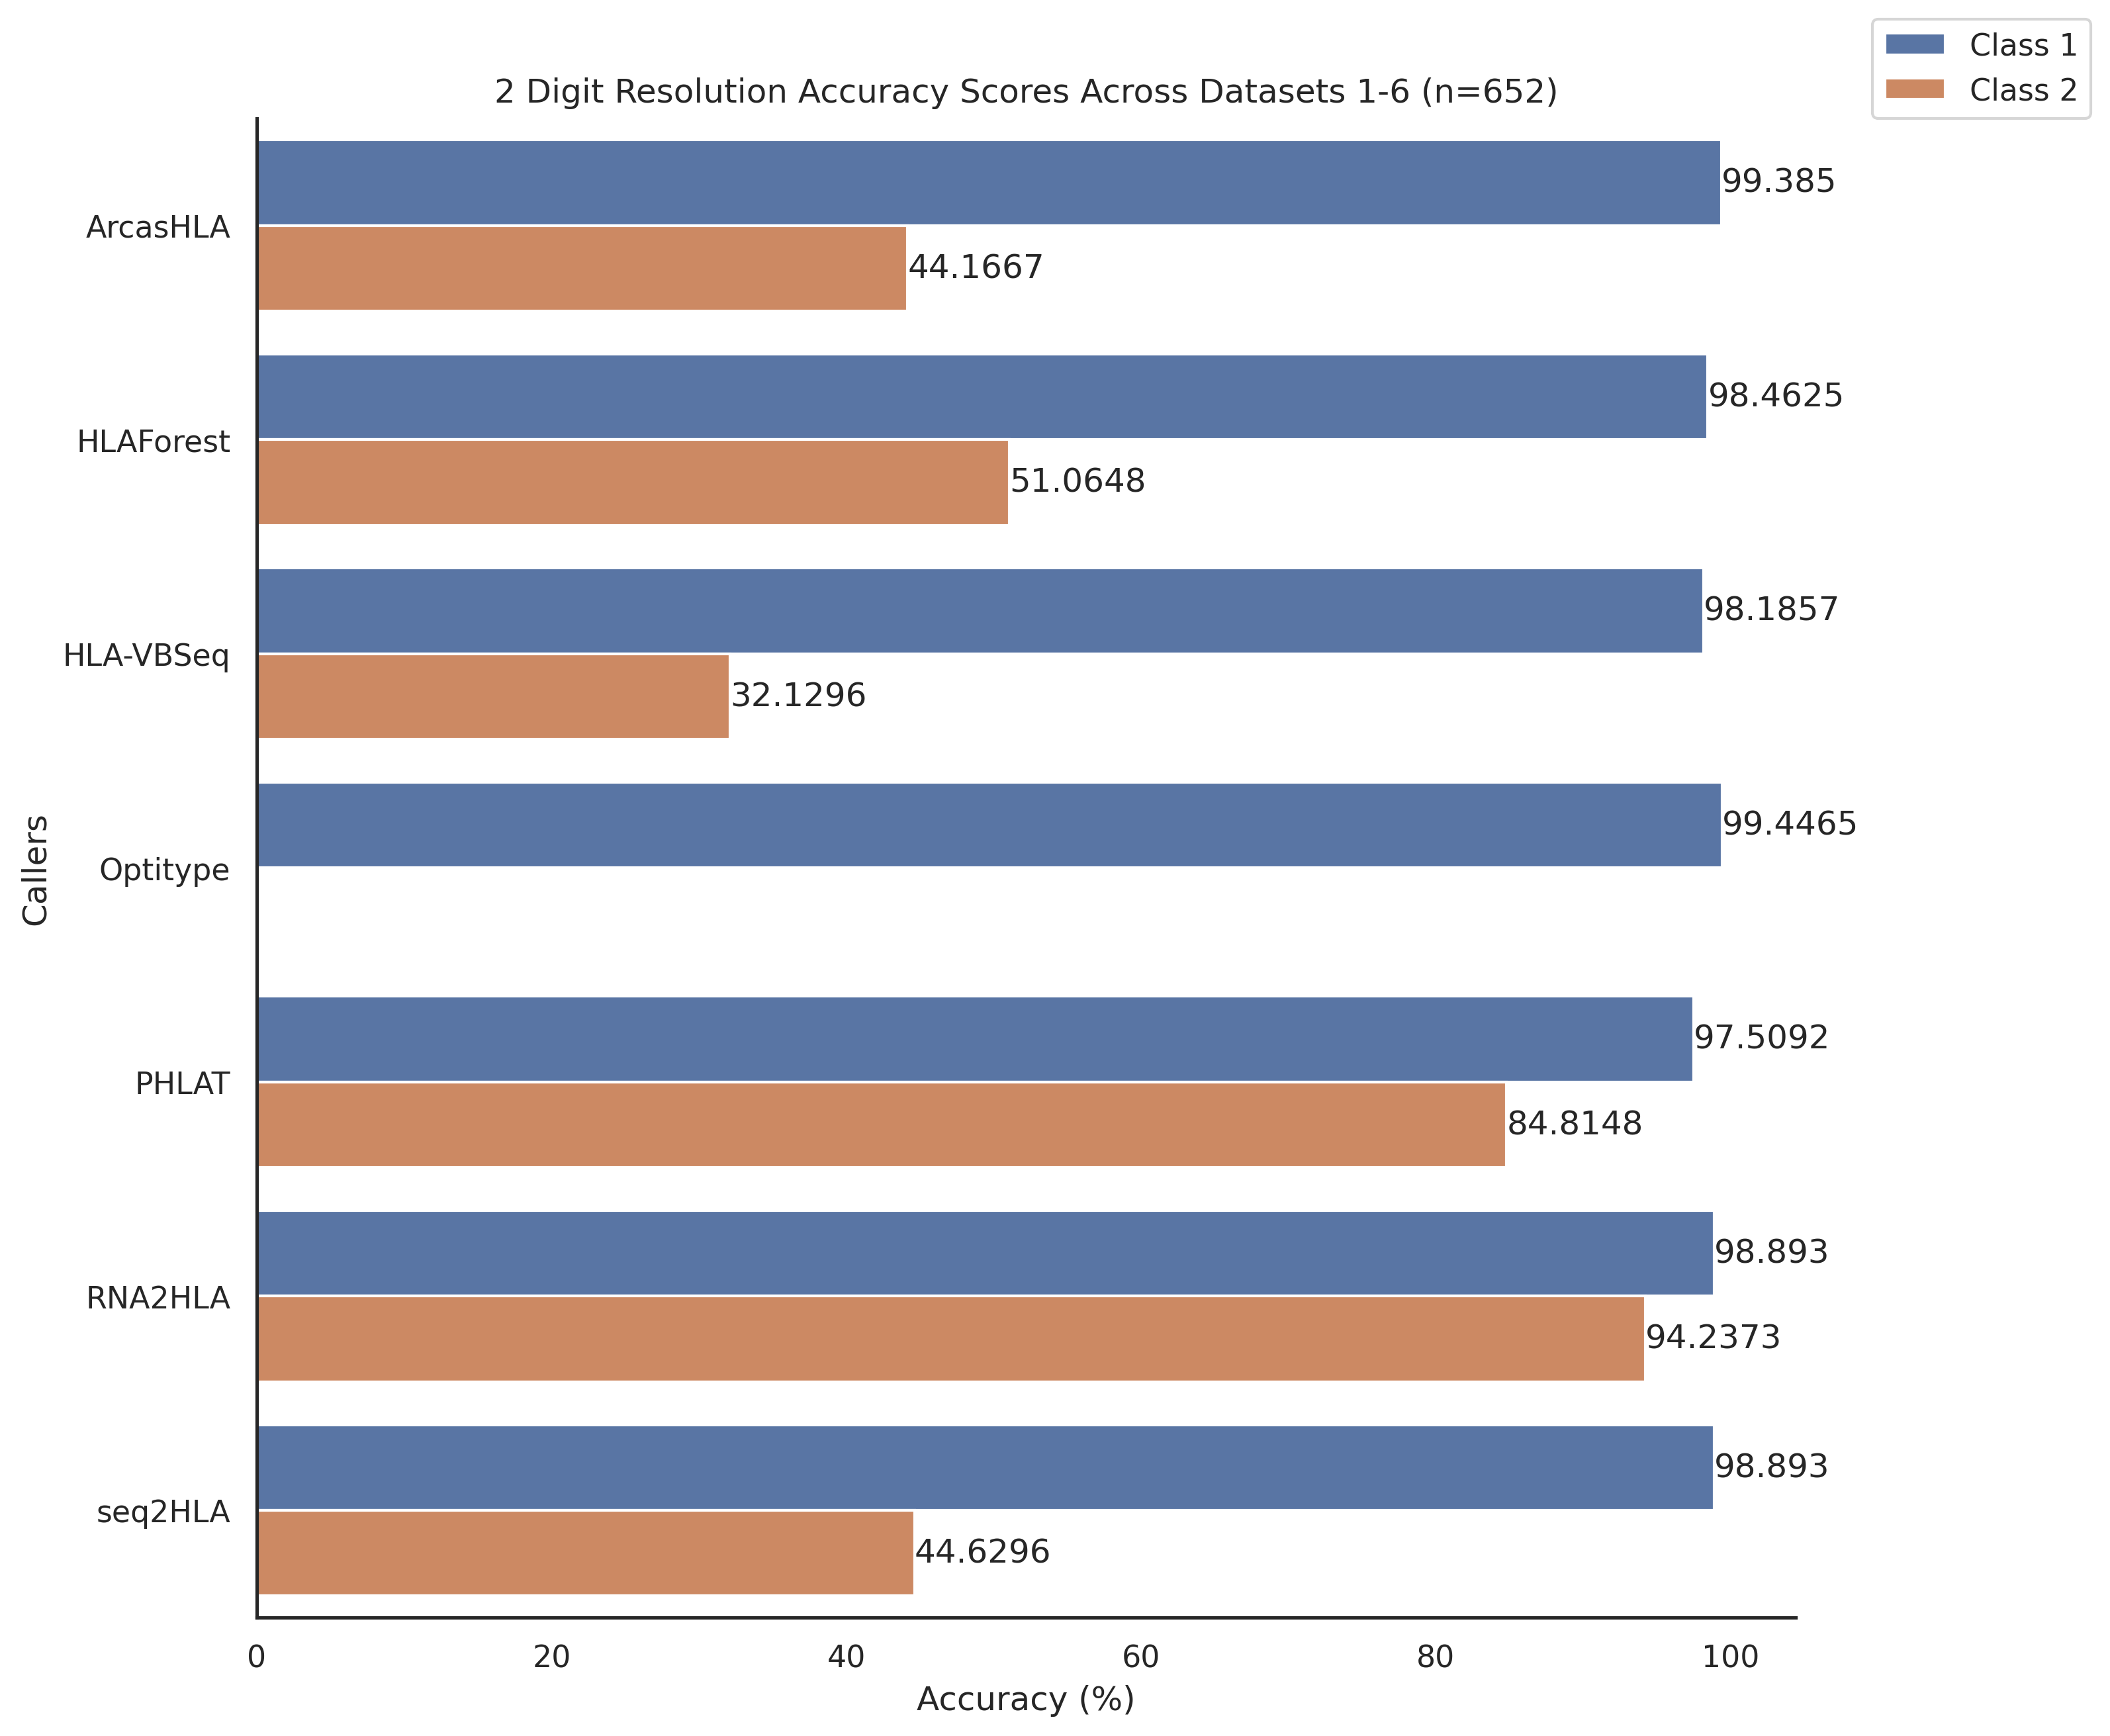 Class 1
Class 2
2 Digit Resolution Accuracy Scores Across Datasets 1-6 (n=652)
ArcasHLA
99.385
44.1667
HLAForest
98.4625
51.0648
HLA-VBSeq
98.1857
32.1296
Optitype
99.4465
PHLAT
97.5092
84.8148
RNA2HLA
98.893
94.2373
seq2HLA
98.893
44.6296
Callers
0 20 40 60 80 100
Accuracy (%)